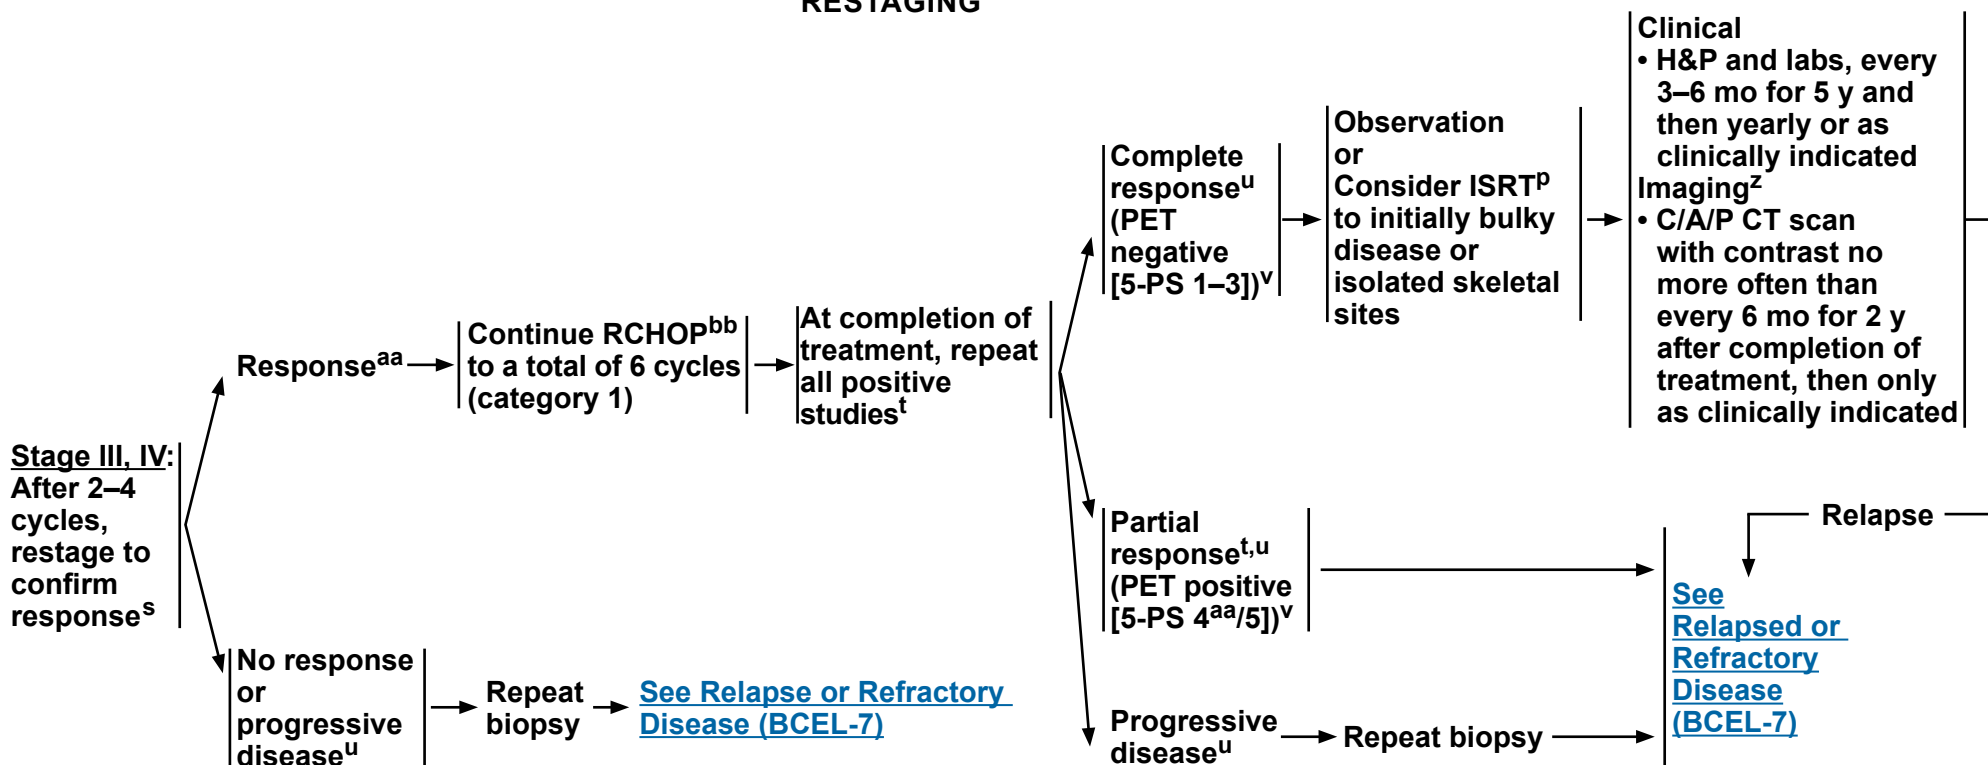 RESTAGING
Stage III, IV:
After 2–4
cycles,
restage to
confirm
responses
Responseaa
Continue RCHOPbb
to a total of 6 cycles
(category 1)
At completion of
treatment, repeat
all positive
studiest
Complete
responseu
(PET
negative
[5-PS 1–3])v
Observation
or
Consider ISRTp
to initially bulky
disease or
isolated skeletal
sites
Clinical
• H&P and labs, every
3–6 mo for 5 y and
then yearly or as
clinically indicated
Imagingz
• C/A/P CT scan
with contrast no
more often than
every 6 mo for 2 y
after completion of
treatment, then only
as clinically indicated
Relapse
Partial
responset,u
(PET positive
[5-PS 4aa/5])v
See
Relapsed or
Refractory
Disease
(BCEL-7)
Progressive
diseaseu
Repeat biopsy
No response
or
progressive
diseaseu
Repeat
biopsy
See Relapse or Refractory
Disease (BCEL-7)